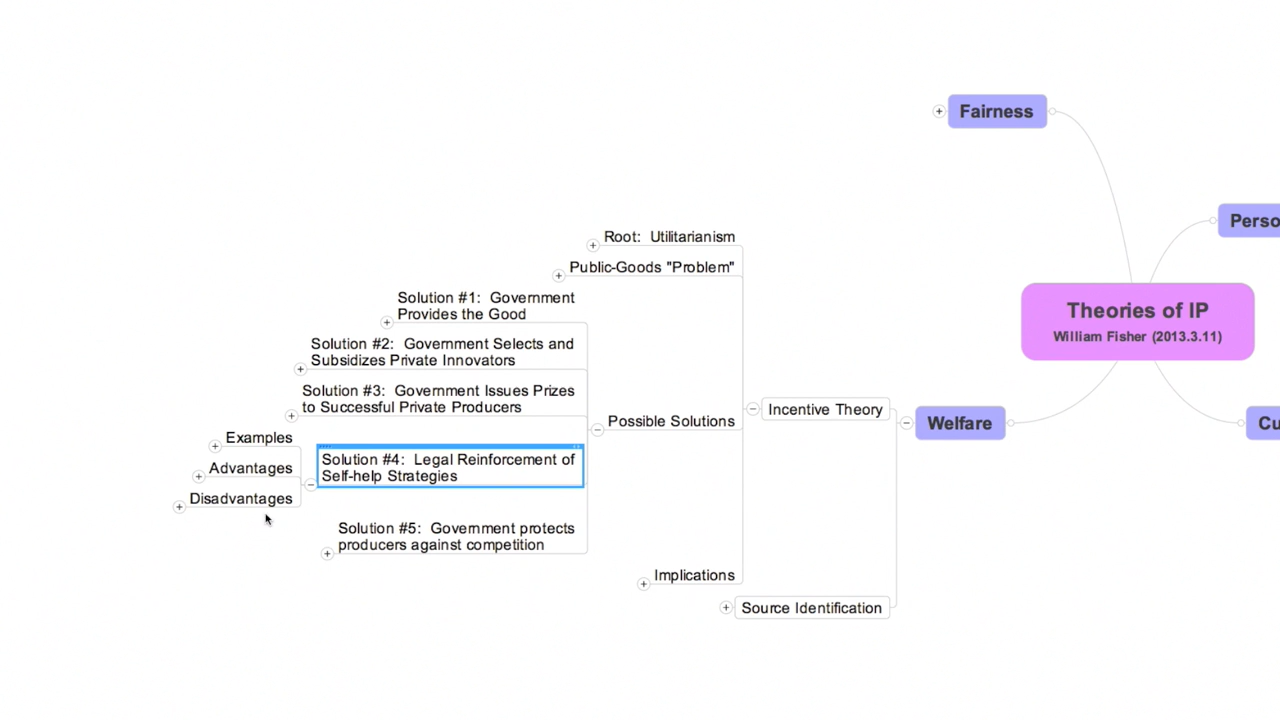 Fairness
Perso
Theories of IP
William Fisher (2013.3.11)
Root:  Utilitarianism
Public-Goods "Problem"
Solution #1:  Government
Provides the Good
Solution #2:  Government Selects and
Subsidizes Private Innovators
Solution #3:  Government Issues Prizes
to Successful Private Producers
Examples
Advantages
Disadvantages
Solution #4:  Legal Reinforcement of
Self-help Strategies
Solution #5:  Government protects
producers against competition
Possible Solutions
Incentive Theory
Welfare
Cu
Implications
Source Identification